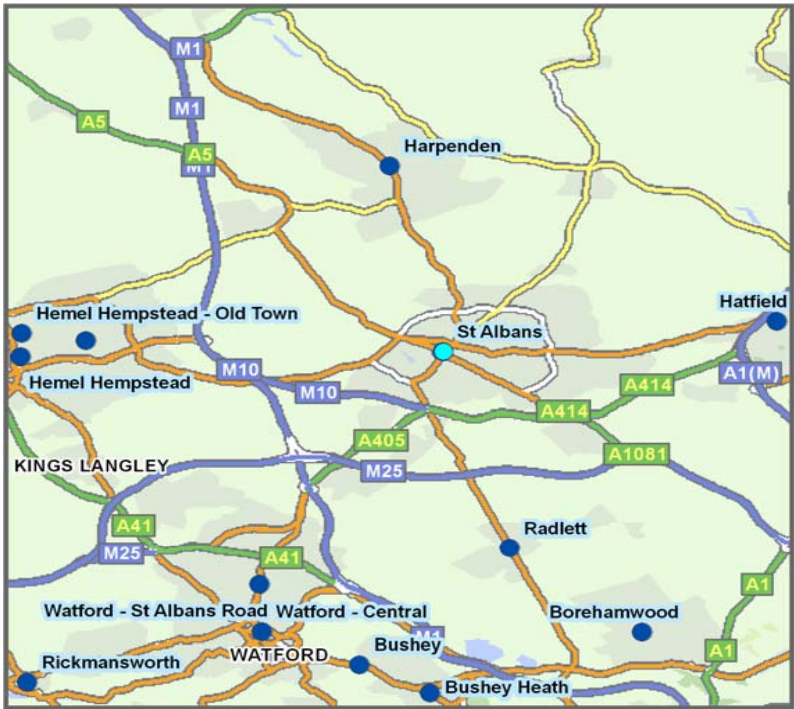 M1
M1
A5
A5
M1
Harpenden
Hemel Hempstead - Old Town
Hatfield
St Albans
Hemel Hempstead
M10
M10
A414
A1(M)
A414
A405
A1081
KINGS LANGLEY
M25
A41
M25
A41
Radlett
A1
Watford - St Albans Road
Watford - Central
Borehamwood
M1
WATFORD
Bushey
A1
Rickmansworth
Bushey Heath